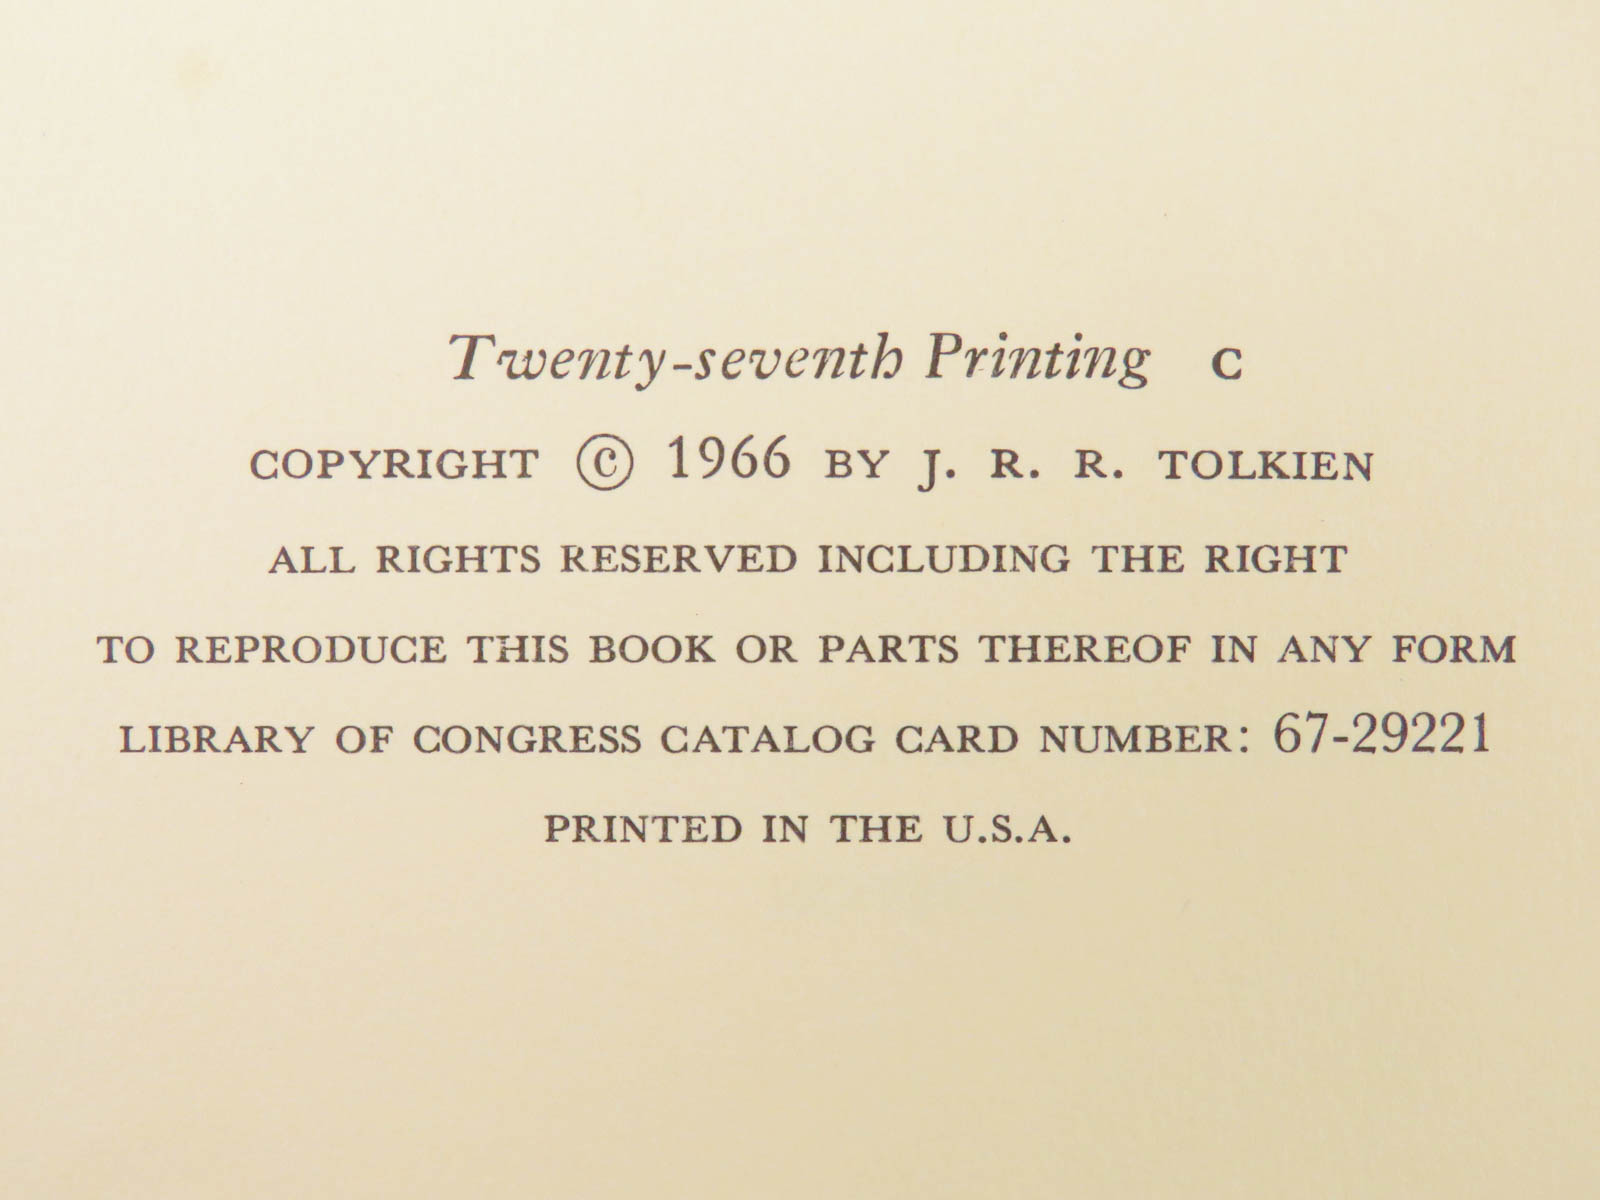 Twenty-seventh Printing C
COPYRIGHT © 1966 BY J. R. R. TOLKIEN
ALL RIGHTS RESERVED INCLUDING THE RIGHT
TO REPRODUCE THIS BOOK OR PARTS THEREOF IN ANY FORM
LIBRARY OF CONGRESS CATALOG CARD NUMBER: 67-29221
PRINTED IN THE U.S.A.